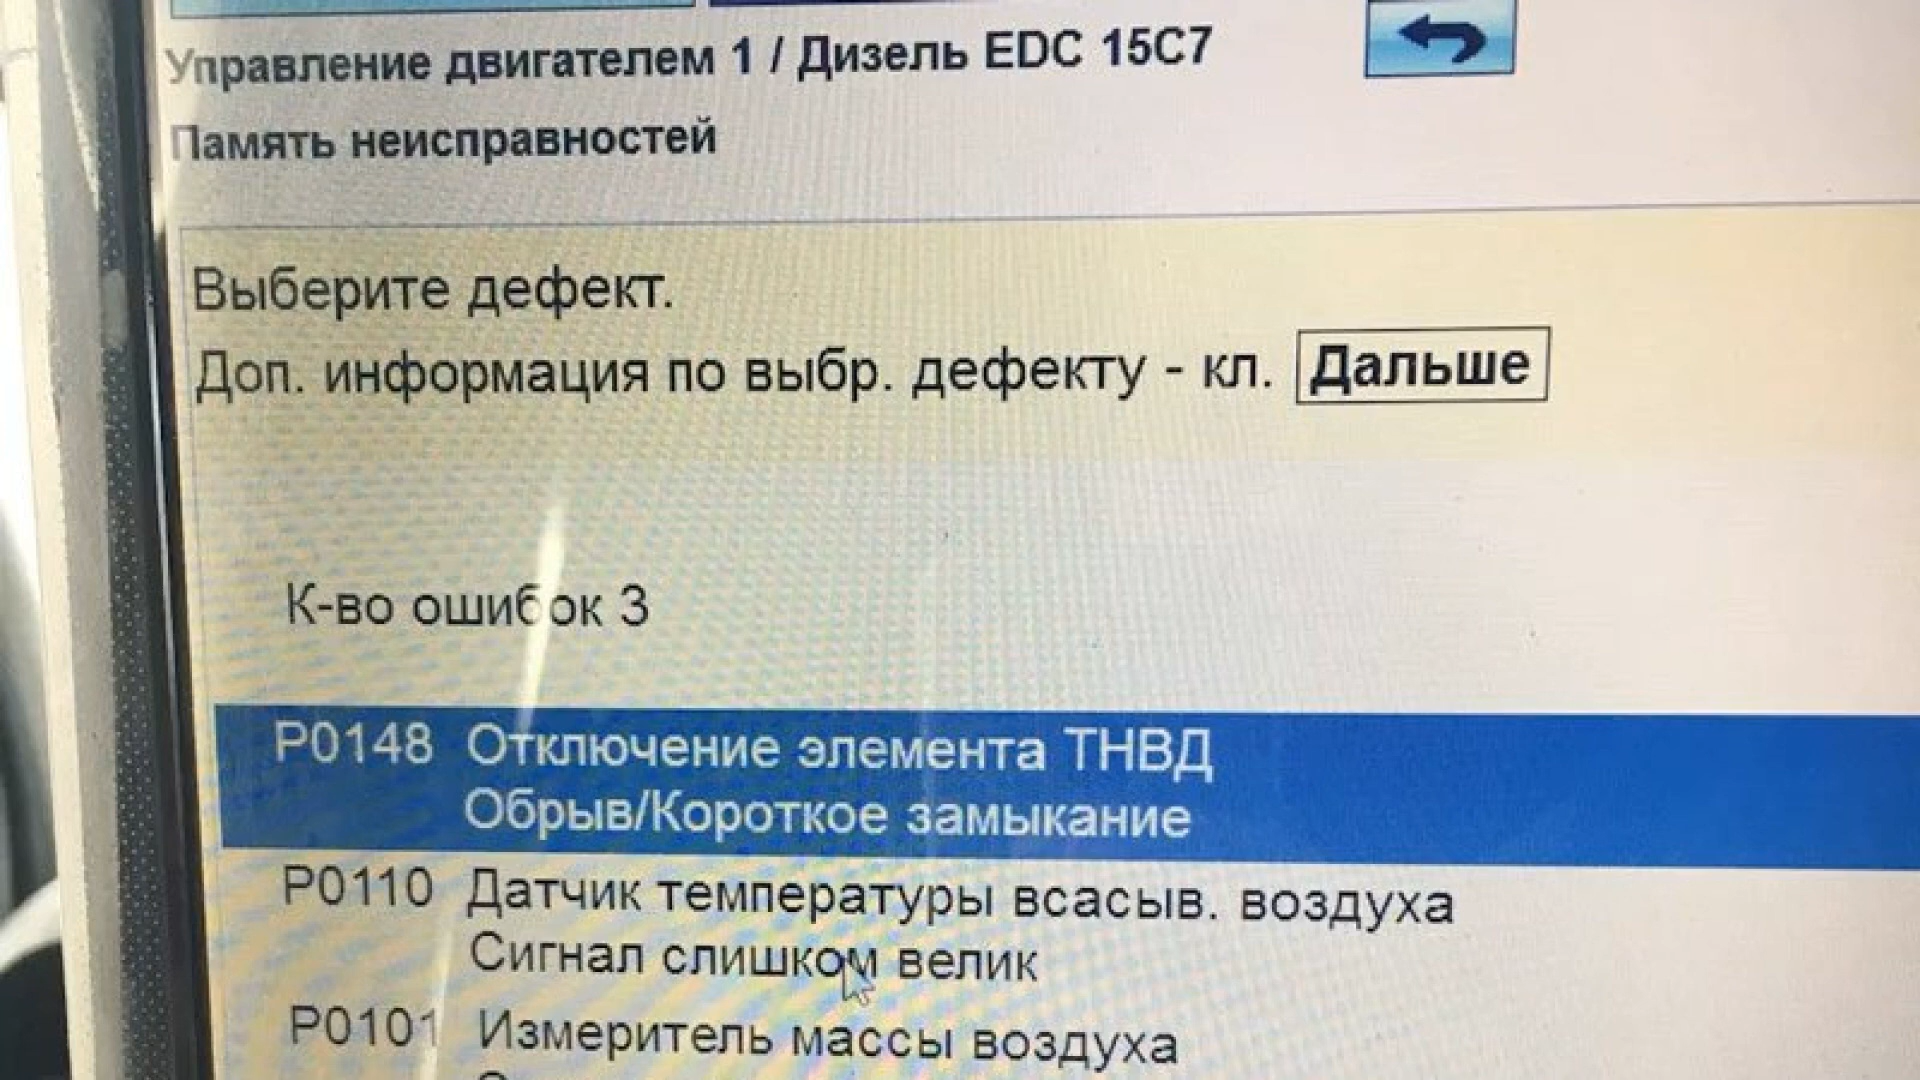 Управление двигателем 1 / Дизель EDC 15C7
Память неисправностей
Выберите дефект.
Доп. информация по выбр. дефекту - кл. Дальше
К-во ошибок 3
P0148 Отключение элемента ТНВД
Обрыв/Короткое замыкание
P0110 Датчик температуры всасыв. воздуха
Сигнал слишком велик
P0101 Измеритель массы воздуха